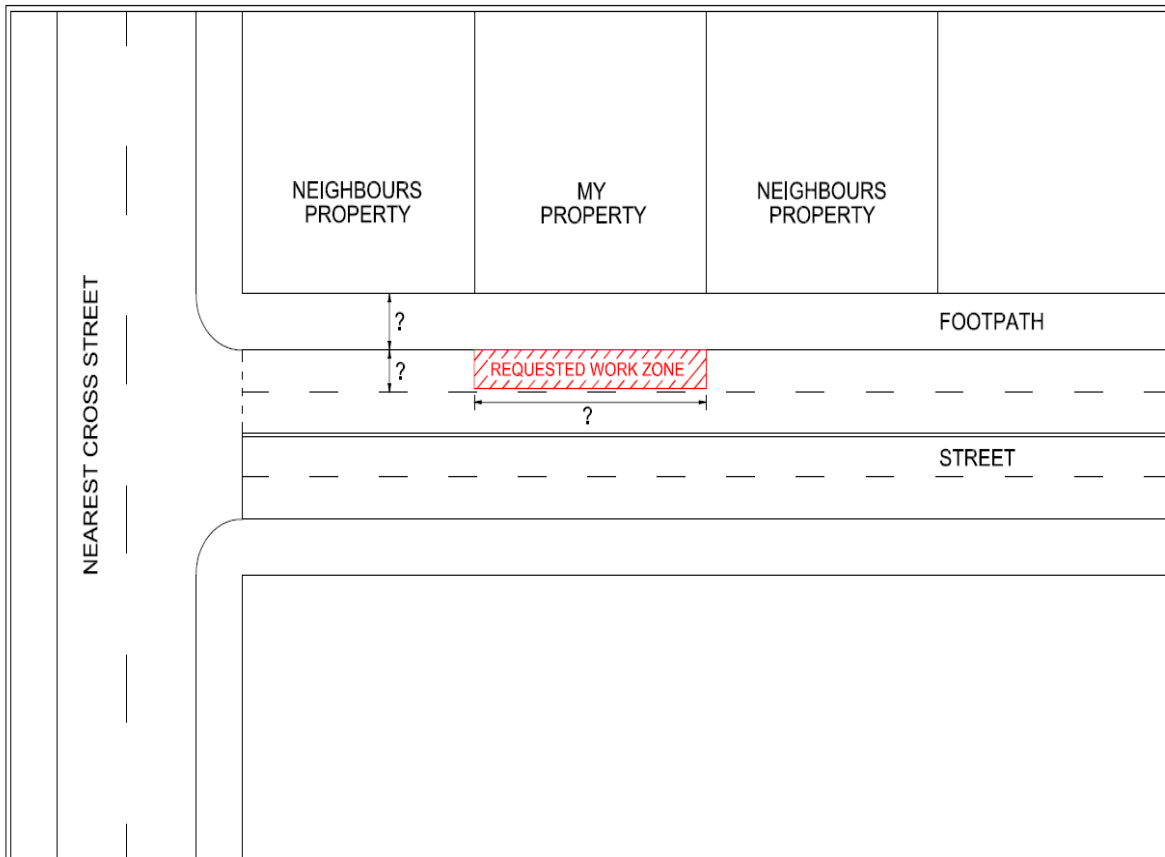 NEIGHBOURS
PROPERTY
MY
PROPERTY
NEIGHBOURS
PROPERTY
NEAREST CROSS STREET
?
FOOTPATH
?
REQUESTED WORK ZONE
?
STREET